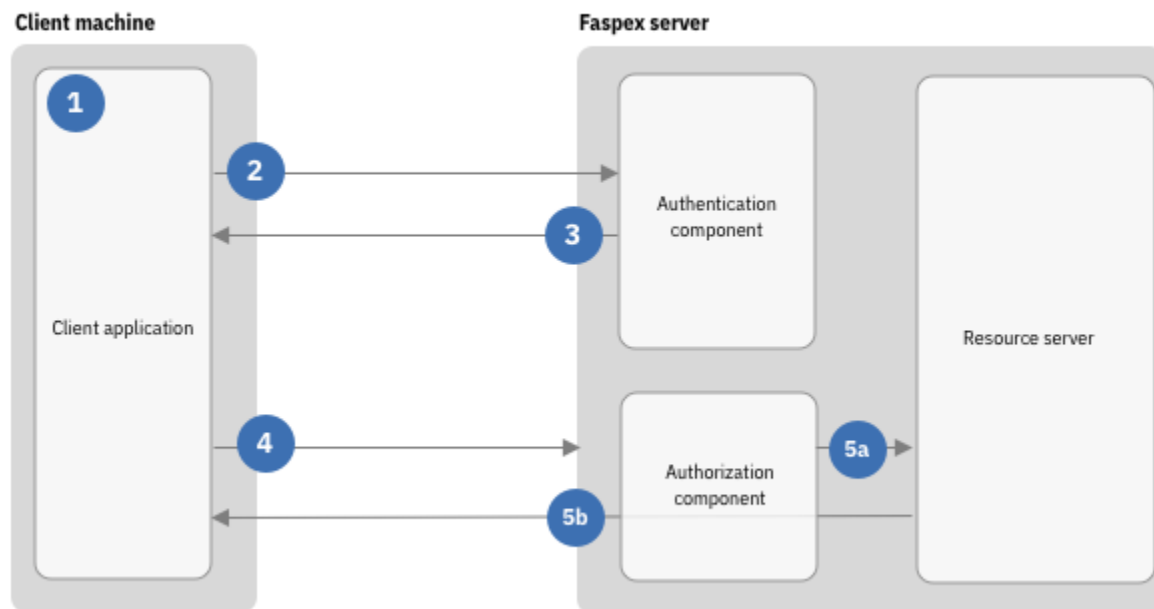 Client machine
Faspex server
1
2
3
Authentication
component
Client application
Resource server
4
5a
Authorization
component
5b